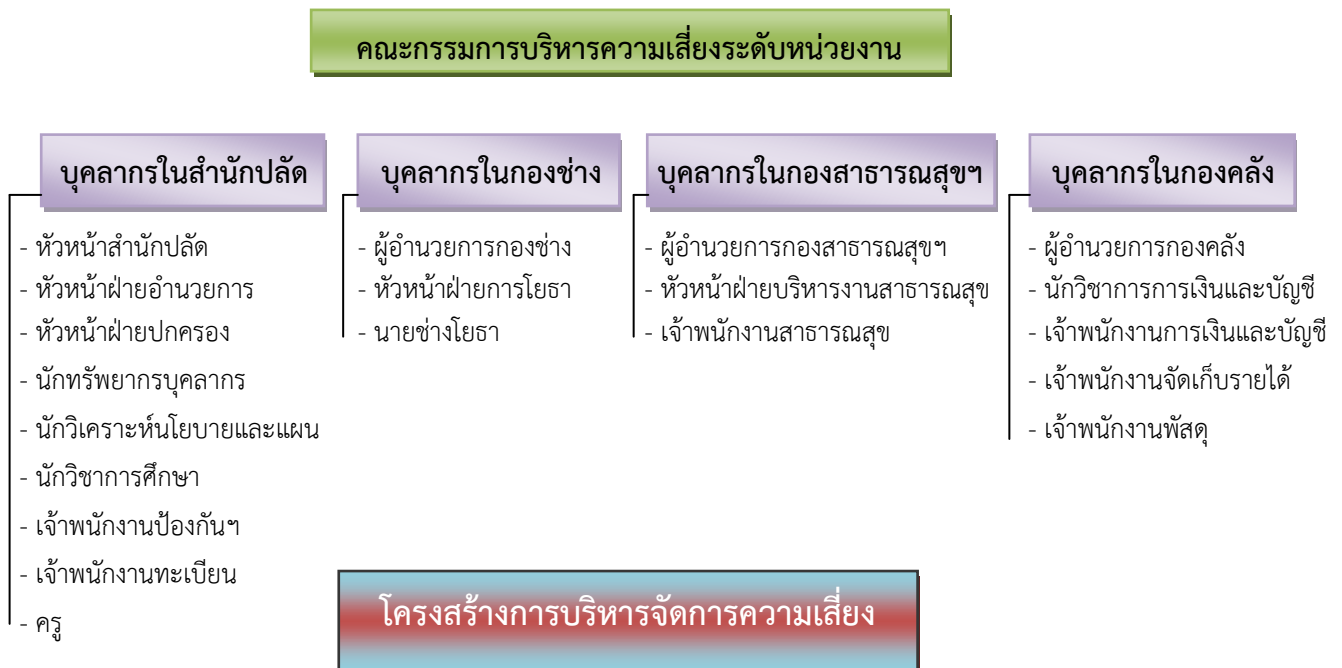 คณะกรรมการบริหารความเสี่ยงระดับหน่วยงาน
บุคลากรในสำนักปลัด
- หัวหน้าสำนักปลัด
- หัวหน้าฝ่ายอำนวยการ
- หัวหน้าฝ่ายปกครอง
- นักทรัพยากรบุคลากร
- นักวิเคราะห์นโยบายและแผน
- นักวิชาการศึกษา
- เจ้าพนักงานป้องกันฯ
- เจ้าพนักงานทะเบียน
- ครู
บุคลากรในกองช่าง
- ผู้อำนวยการกองช่าง
- หัวหน้าฝ่ายการโยธา
- นายช่างโยธา
บุคลากรในกองสาธารณสุขฯ
- ผู้อำนวยการกองสาธารณสุขฯ
- หัวหน้าฝ่ายบริหารงานสาธารณสุข
- เจ้าพนักงานสาธารณสุข
บุคลากรในกองคลัง
- ผู้อำนวยการกองคลัง
- นักวิชาการการเงินและบัญชี
- เจ้าพนักงานการเงินและบัญชี
- เจ้าพนักงานจัดเก็บรายได้
- เจ้าพนักงานพัสดุ
โครงสร้างการบริหารจัดการความเสี่ยง